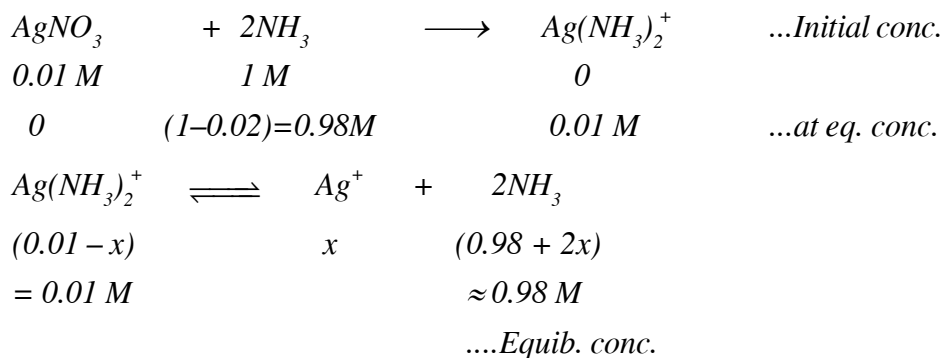 AgNO₃ + 2NH₃ ⟶ Ag(NH₃)₂⁺ ...Initial conc.
0.01 M 1 M 0
0 (1–0.02)=0.98M 0.01 M ...at eq. conc.
Ag(NH₃)₂⁺ ⇌ Ag⁺ + 2NH₃
(0.01 – x) x (0.98 + 2x)
= 0.01 M ≈ 0.98 M
....Equib. conc.